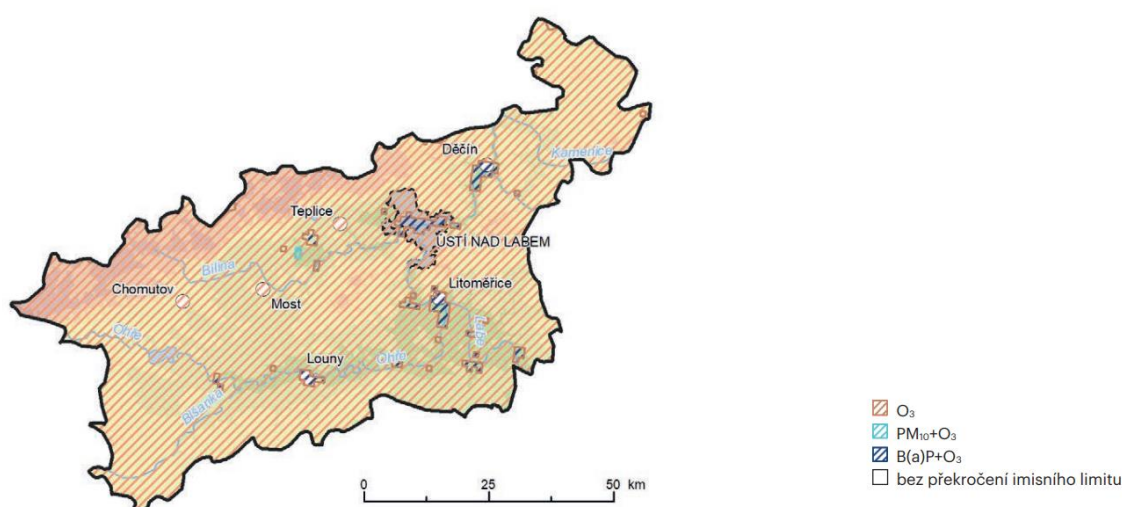 Děčín
Kamenice
Teplice
ÚSTÍ NAD LABEM
Bílina
Litoměřice
Chomutov
Most
Labe
Ohře
Louny
Ohře
Blšanka
0 25 50 km
O₃
PM₁₀+O₃
B(a)P+O₃
bez překročení imisního limitu